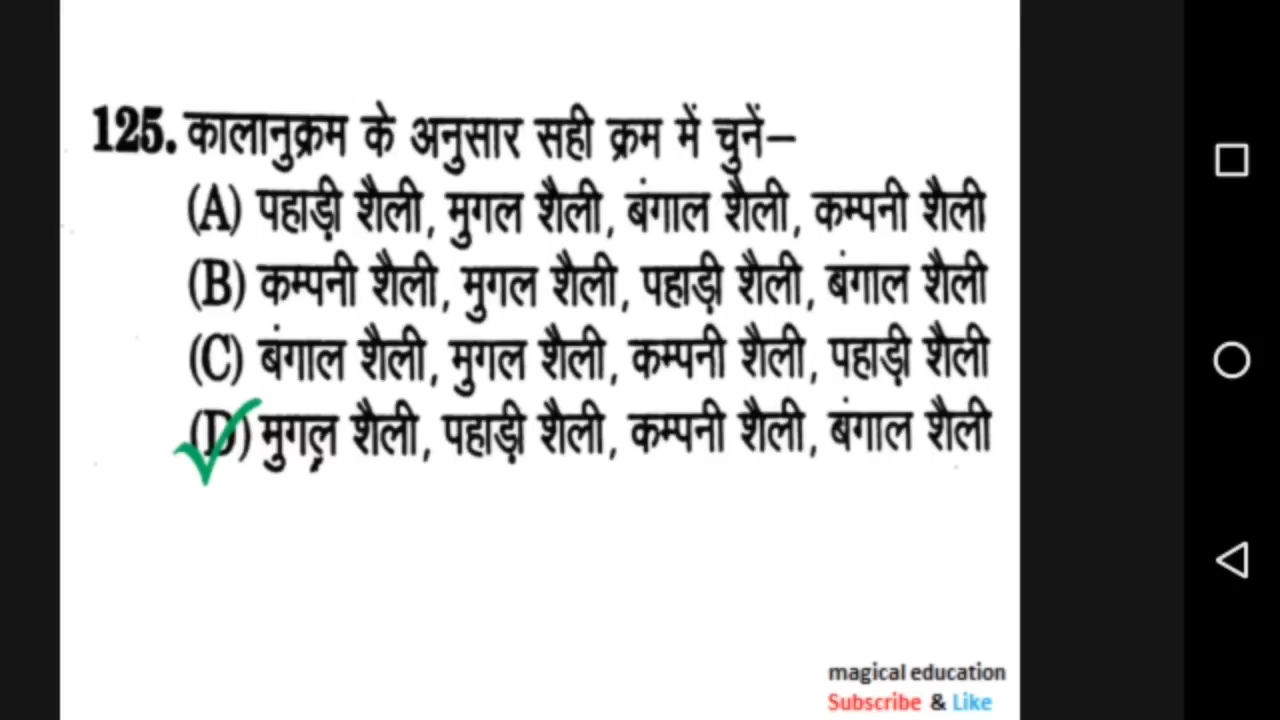 125. कालानुक्रम के अनुसार सही क्रम में चुनें–
(A) पहाड़ी शैली, मुगल शैली, बंगाल शैली, कम्पनी शैली
(B) कम्पनी शैली, मुगल शैली, पहाड़ी शैली, बंगाल शैली
(C) बंगाल शैली, मुगल शैली, कम्पनी शैली, पहाड़ी शैली
(D) मुगल शैली, पहाड़ी शैली, कम्पनी शैली, बंगाल शैली
magical education
Subscribe & Like